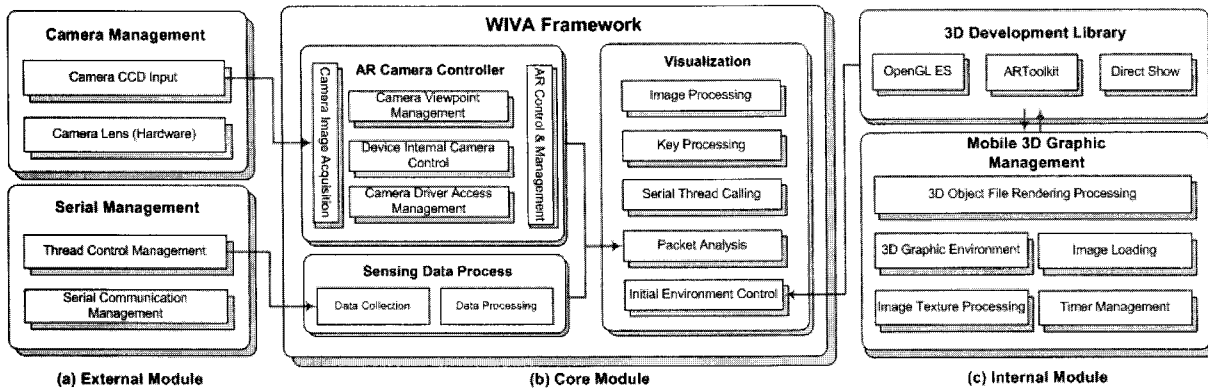 Camera Management
Camera CCD Input
Camera Lens (Hardware)
Serial Management
Thread Control Management
Serial Communication
Management
(a) External Module
WIVA Framework
AR Camera Controller
Camera Image Acquisition
Camera Viewpoint
Management
Device Internal Camera
Control
Camera Driver Access
Management
AR Control & Management
Sensing Data Process
Data Collection
Data Processing
Visualization
Image Processing
Key Processing
Serial Thread Calling
Packet Analysis
Initial Environment Control
(b) Core Module
3D Development Library
OpenGL ES
ARToolkit
Direct Show
Mobile 3D Graphic
Management
3D Object File Rendering Processing
3D Graphic Environment
Image Loading
Image Texture Processing
Timer Management
(c) Internal Module